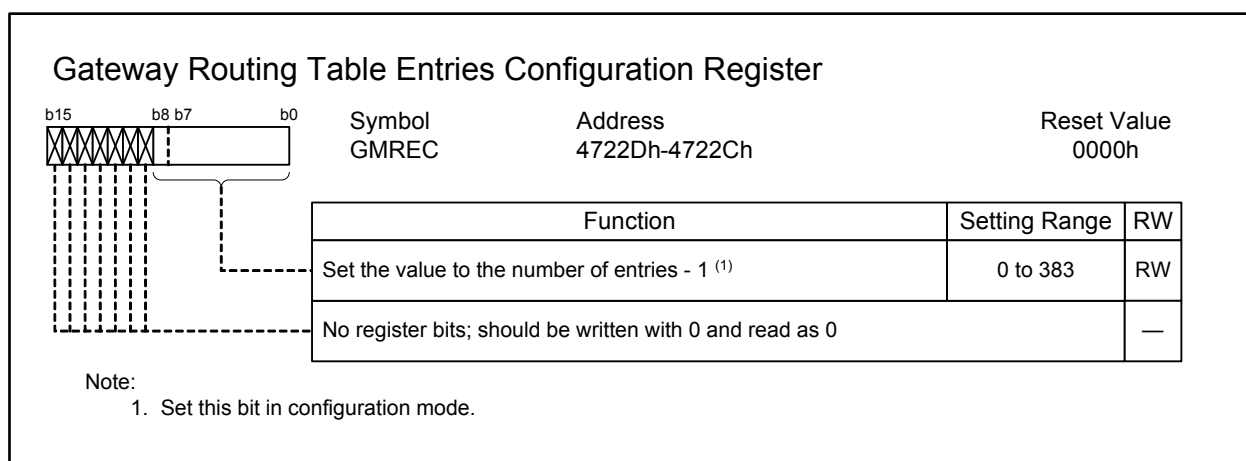 Gateway Routing Table Entries Configuration Register
b15 b8 b7 b0
Symbol Address Reset Value
GMREC 4722Dh-4722Ch 0000h
Function Setting Range RW
Set the value to the number of entries - 1 (1) 0 to 383 RW
No register bits; should be written with 0 and read as 0 —
Note:
1. Set this bit in configuration mode.